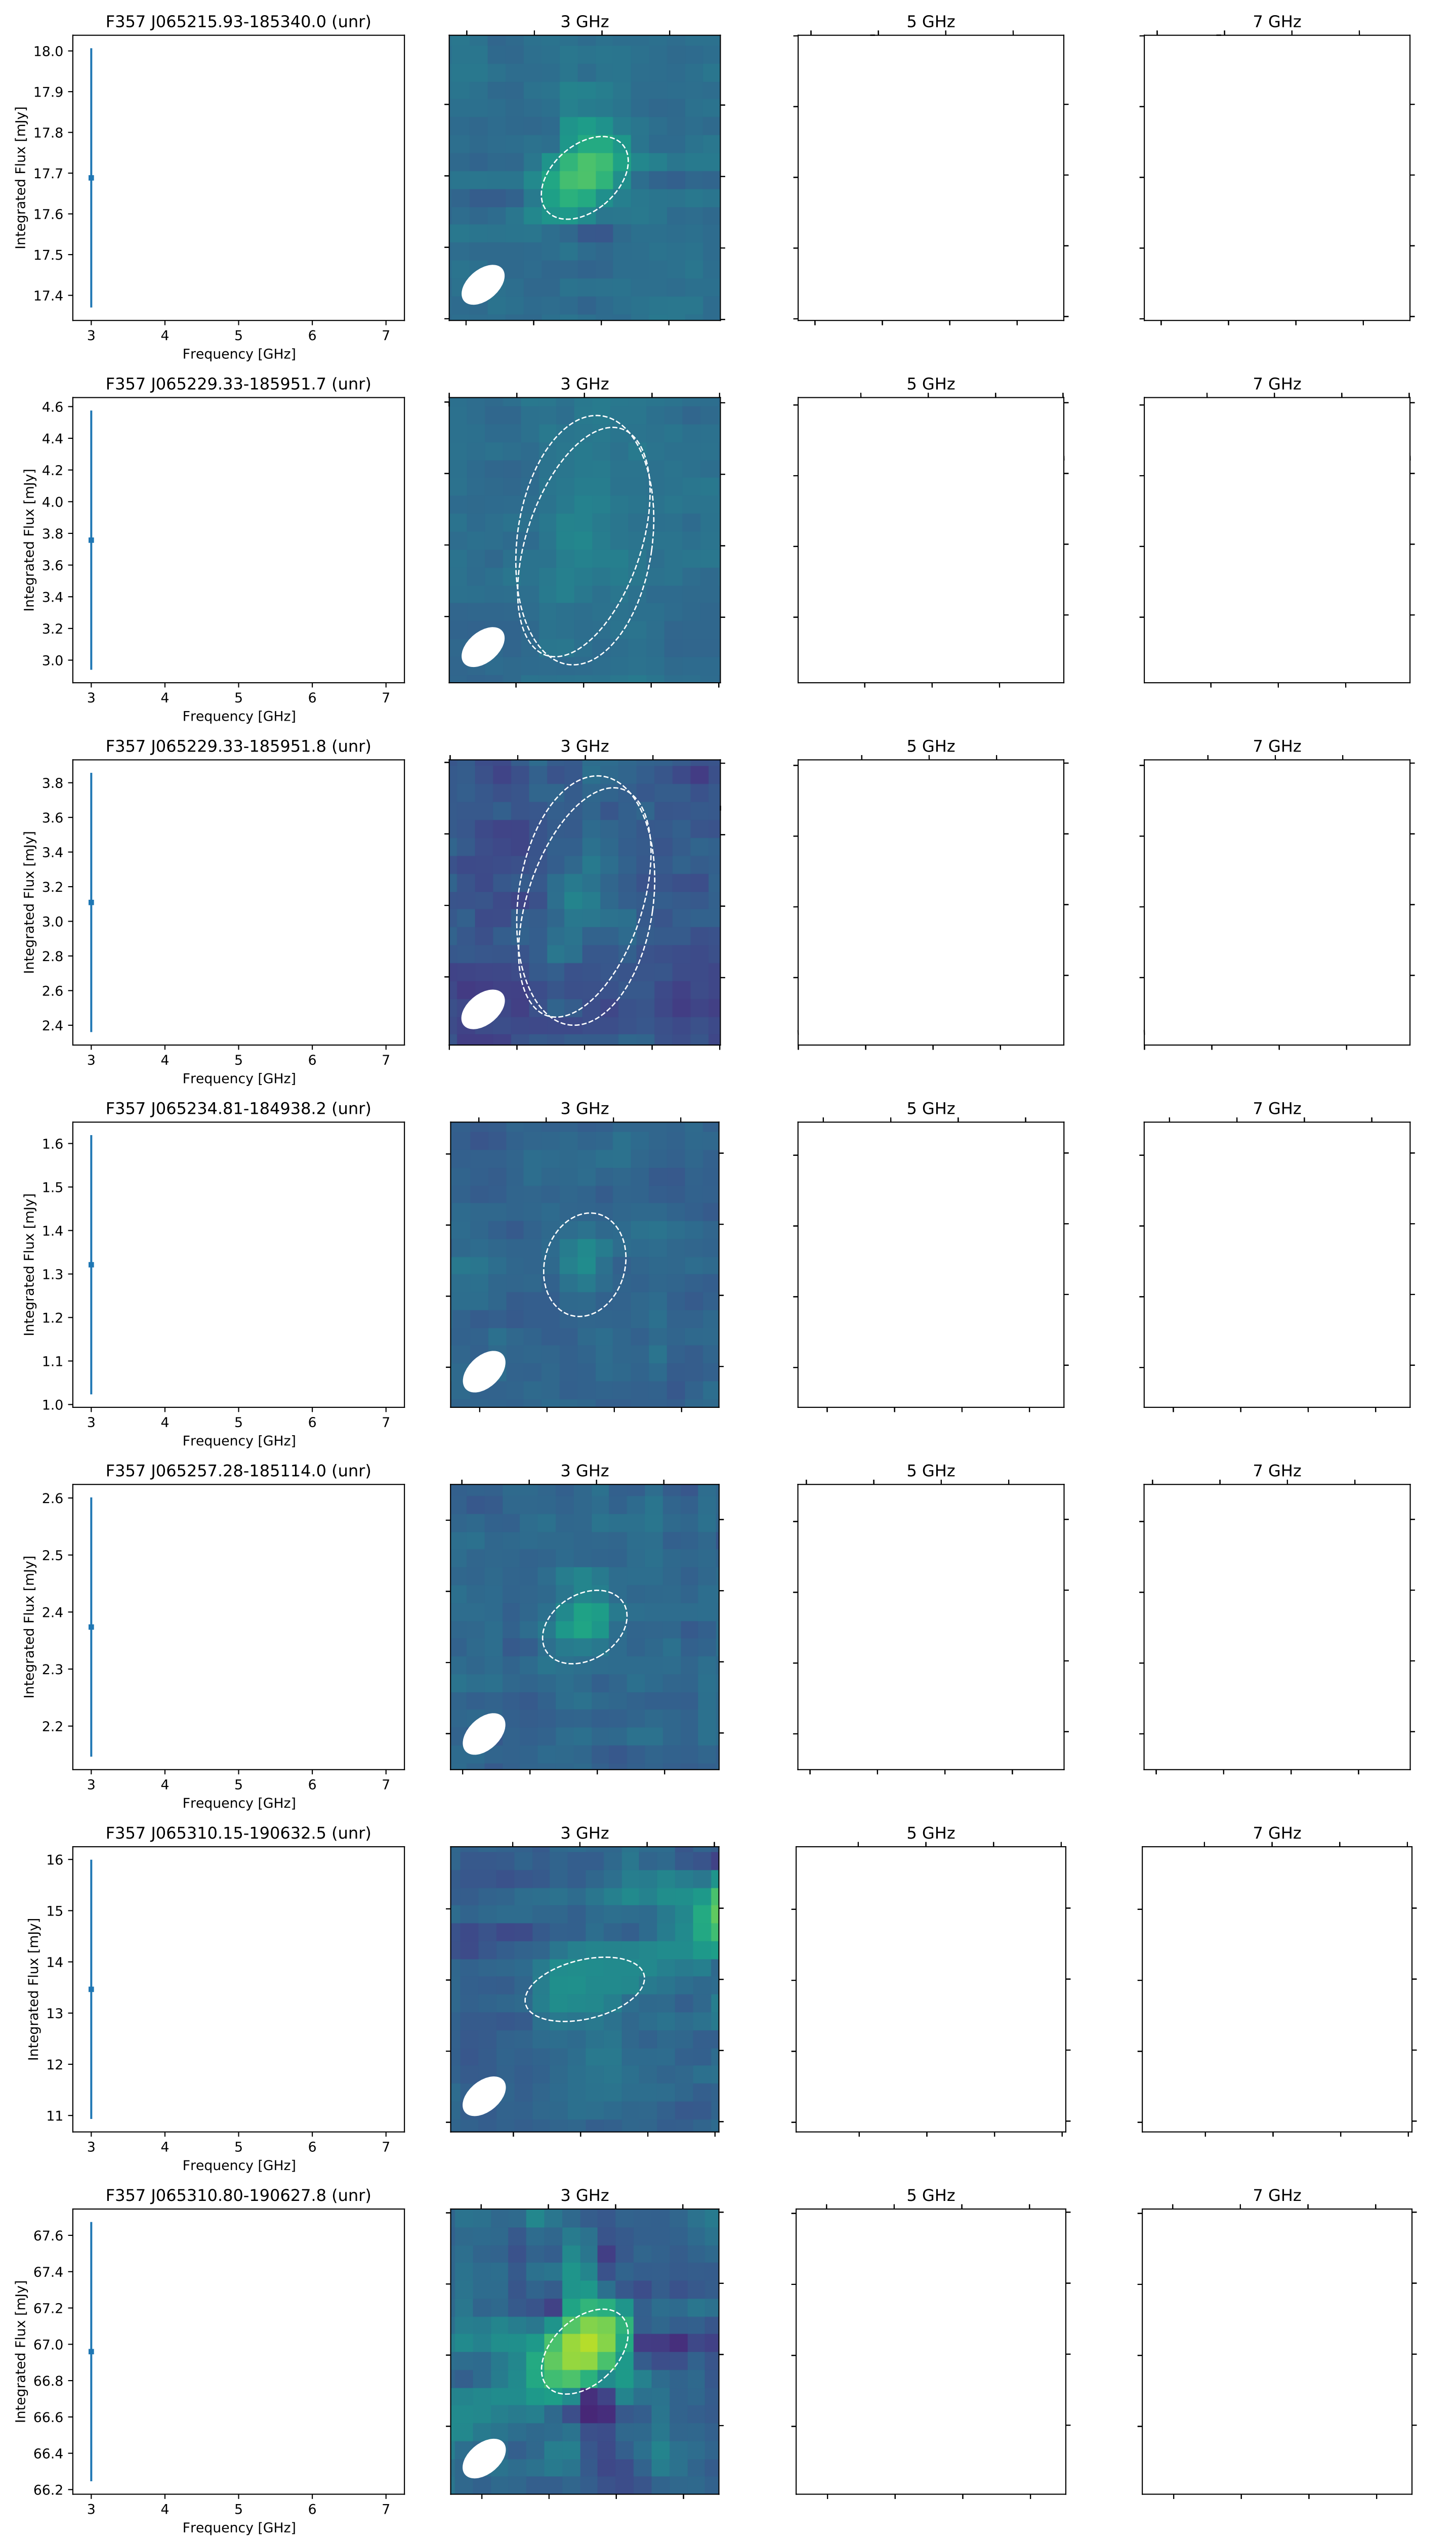 F357 J065215.93-185340.0 (unr)
3 GHz
5 GHz
7 GHz
Integrated Flux [mJy]
18.0
17.9
17.8
17.7
17.6
17.5
17.4
3 4 5 6 7
Frequency [GHz]
F357 J065229.33-185951.7 (unr)
3 GHz
5 GHz
7 GHz
Integrated Flux [mJy]
4.6
4.4
4.2
4.0
3.8
3.6
3.4
3.2
3.0
3 4 5 6 7
Frequency [GHz]
F357 J065229.33-185951.8 (unr)
3 GHz
5 GHz
7 GHz
Integrated Flux [mJy]
3.8
3.6
3.4
3.2
3.0
2.8
2.6
2.4
3 4 5 6 7
Frequency [GHz]
F357 J065234.81-184938.2 (unr)
3 GHz
5 GHz
7 GHz
Integrated Flux [mJy]
1.6
1.5
1.4
1.3
1.2
1.1
1.0
3 4 5 6 7
Frequency [GHz]
F357 J065257.28-185114.0 (unr)
3 GHz
5 GHz
7 GHz
Integrated Flux [mJy]
2.6
2.5
2.4
2.3
2.2
3 4 5 6 7
Frequency [GHz]
F357 J065310.15-190632.5 (unr)
3 GHz
5 GHz
7 GHz
Integrated Flux [mJy]
16
15
14
13
12
11
3 4 5 6 7
Frequency [GHz]
F357 J065310.80-190627.8 (unr)
3 GHz
5 GHz
7 GHz
Integrated Flux [mJy]
67.6
67.4
67.2
67.0
66.8
66.6
66.4
66.2
3 4 5 6 7
Frequency [GHz]